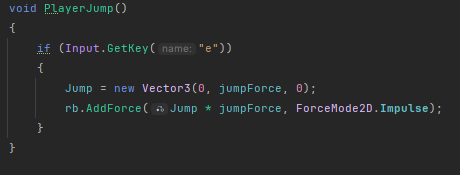 void PlayerJump()
{
if (Input.GetKey( name: "e"))
{
Jump = new Vector3(0, jumpForce, 0);
rb.AddForce( Jump * jumpForce, ForceMode2D.Impulse);
}
}